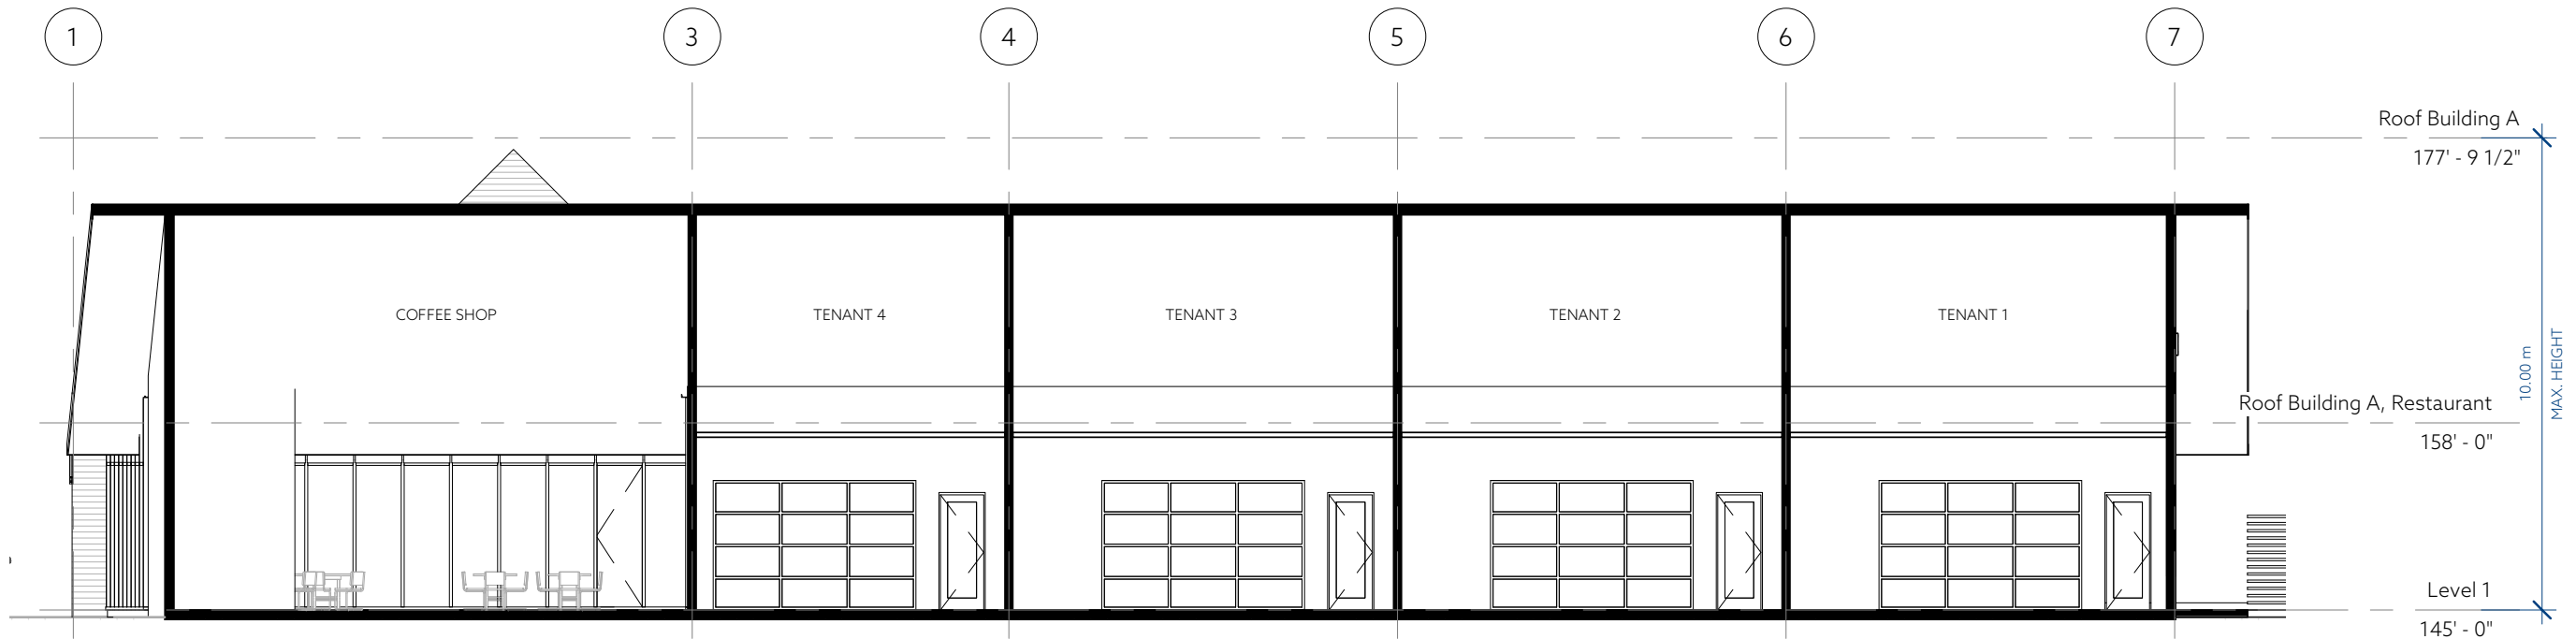 1
3
4
5
6
7
Roof Building A
177' - 9 1/2"
COFFEE SHOP
TENANT 4
TENANT 3
TENANT 2
TENANT 1
10.00 m
MAX. HEIGHT
Roof Building A, Restaurant
158' - 0"
Level 1
145' - 0"